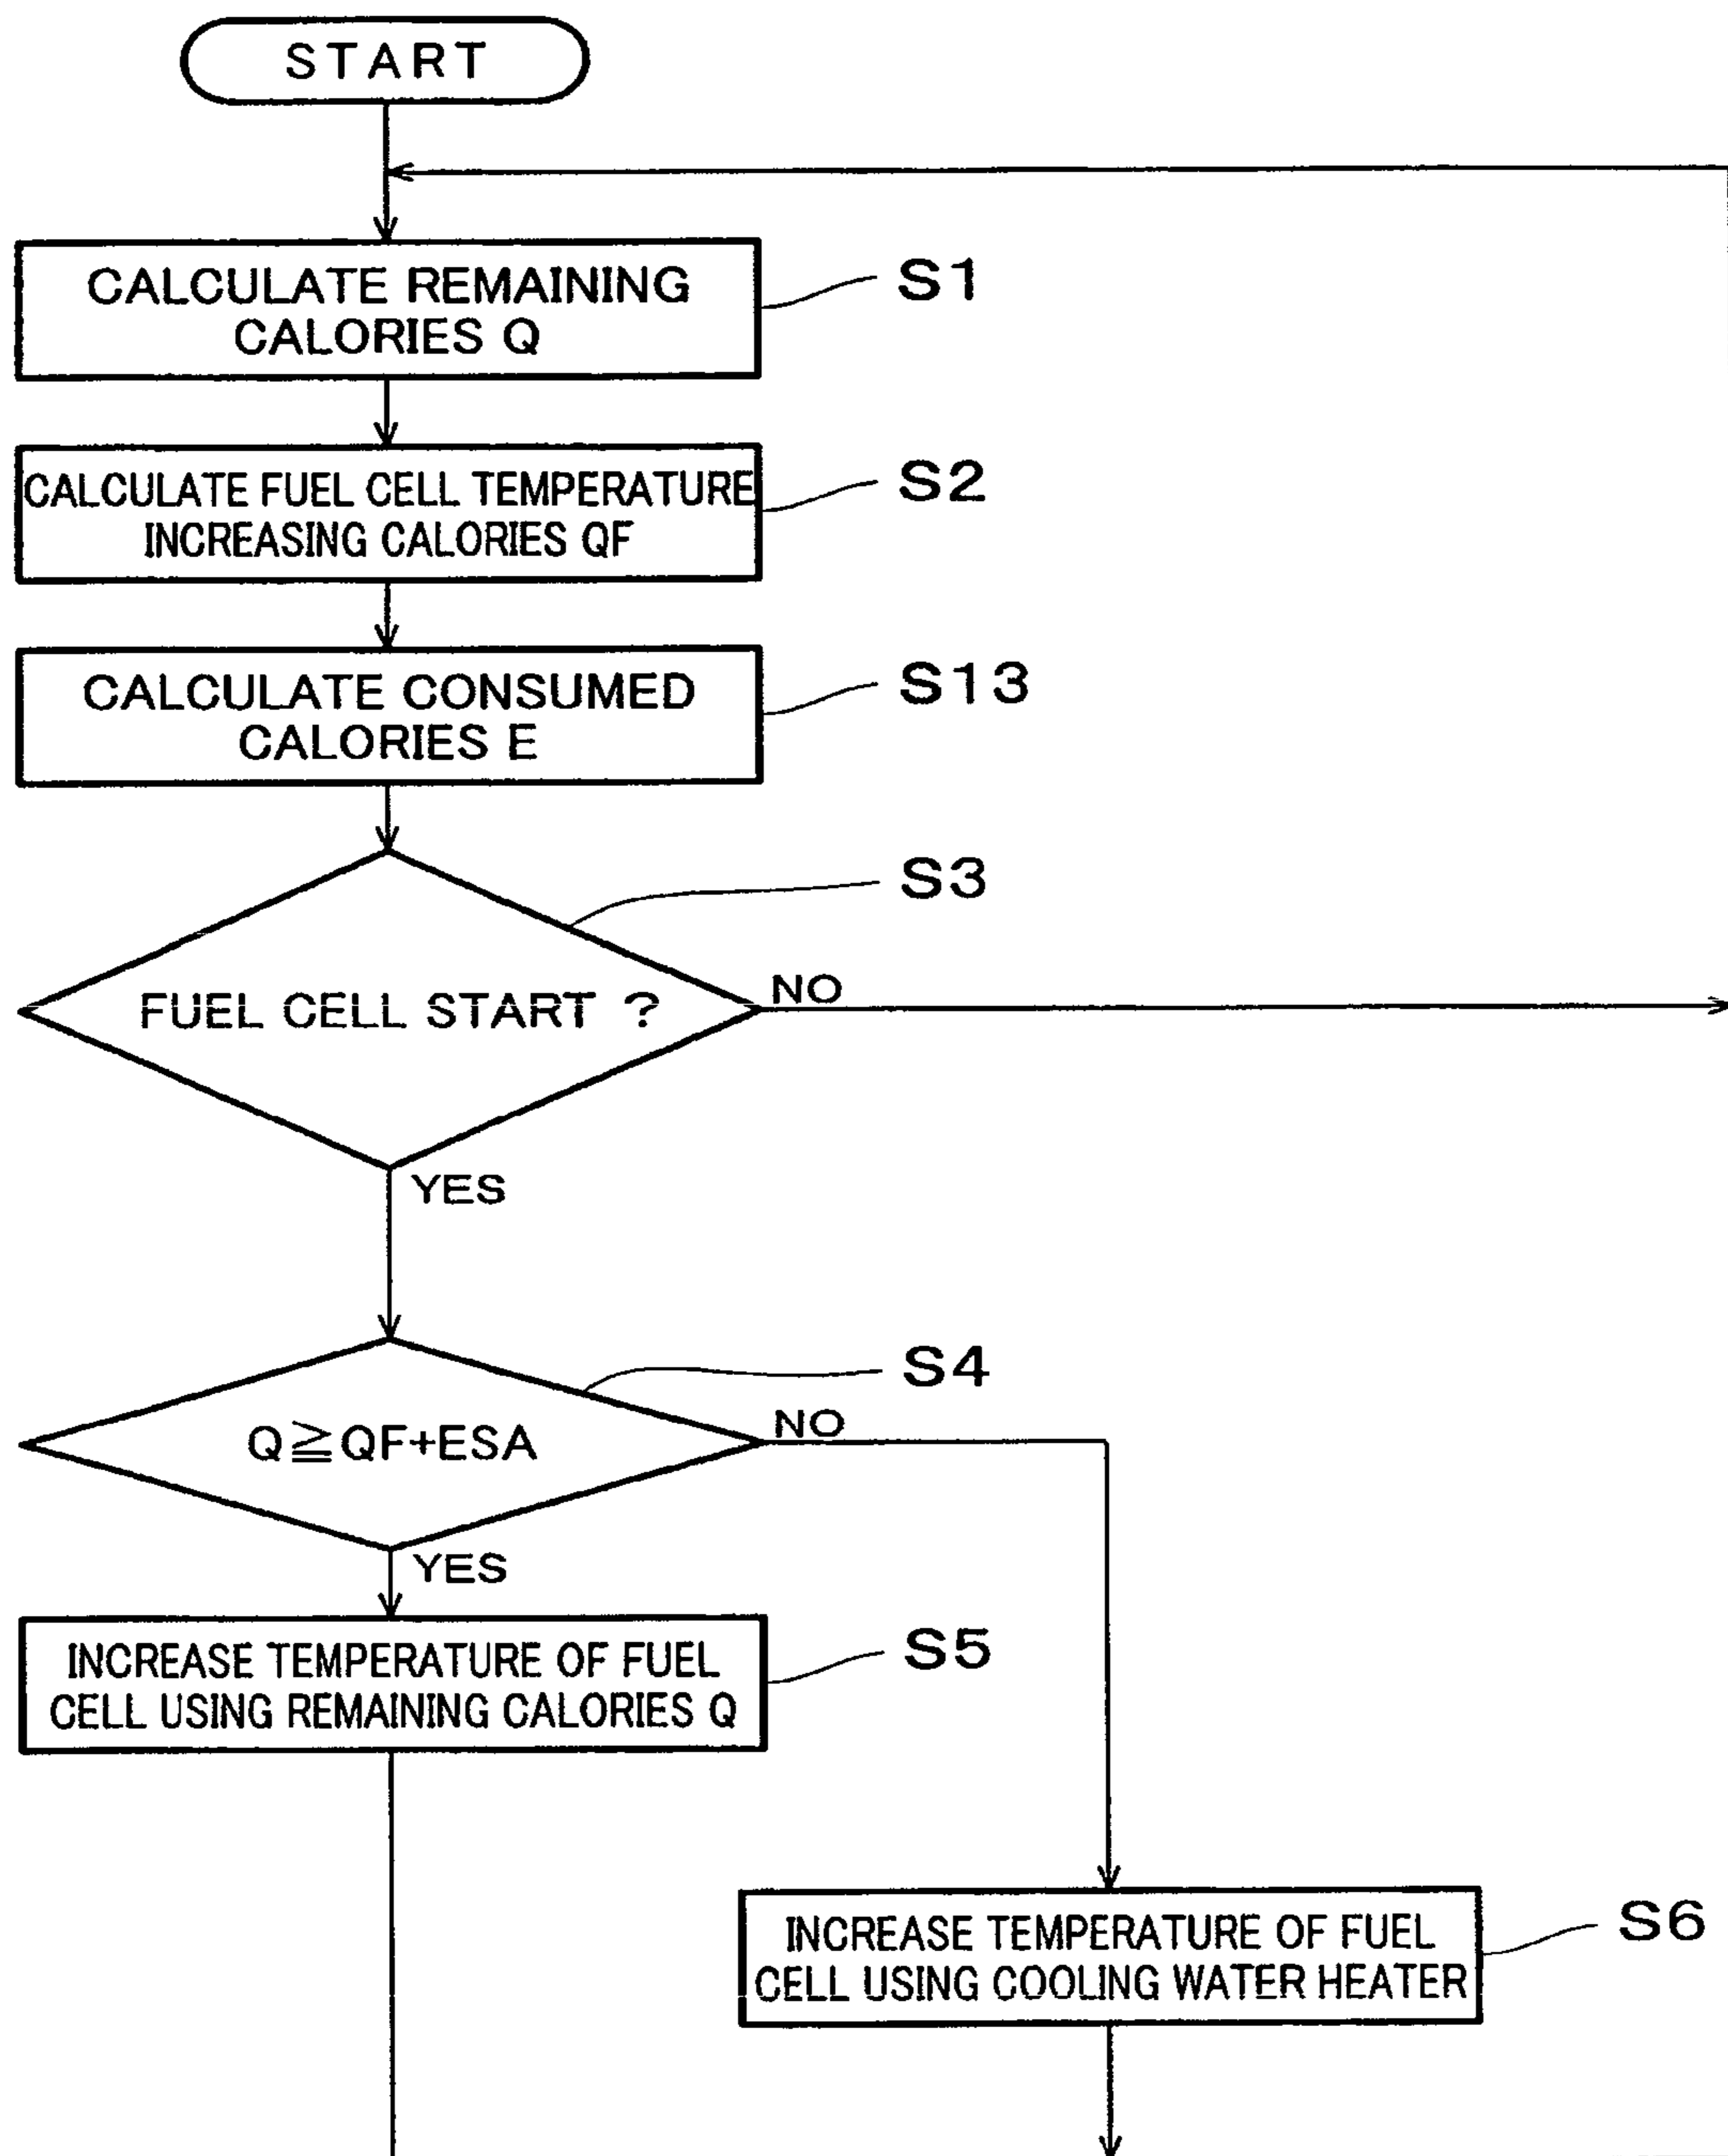 START
CALCULATE REMAINING
CALORIES Q
S1
CALCULATE FUEL CELL TEMPERATURE
INCREASING CALORIES QF
S2
CALCULATE CONSUMED
CALORIES E
S13
S3
FUEL CELL START ?
NO
YES
S4
Q≧QF+ESA
NO
YES
INCREASE TEMPERATURE OF FUEL
CELL USING REMAINING CALORIES Q
S5
INCREASE TEMPERATURE OF FUEL
CELL USING COOLING WATER HEATER
S6